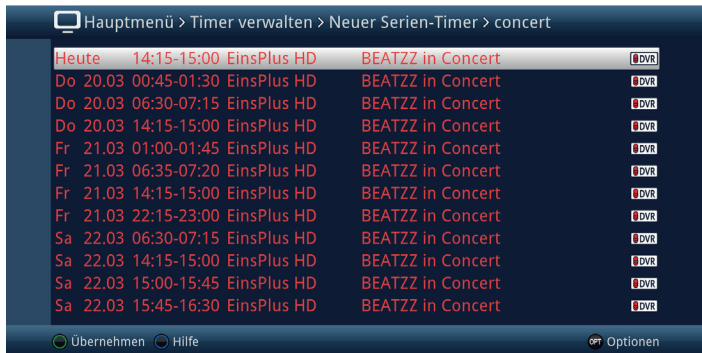 Hauptmenü > Timer verwalten > Neuer Serien-Timer > concert
Heute 14:15-15:00 EinsPlus HD BEATZZ in Concert DVR
Do 20.03 00:45-01:30 EinsPlus HD BEATZZ in Concert DVR
Do 20.03 06:30-07:15 EinsPlus HD BEATZZ in Concert DVR
Do 20.03 14:15-15:00 EinsPlus HD BEATZZ in Concert DVR
Fr 21.03 01:00-01:45 EinsPlus HD BEATZZ in Concert DVR
Fr 21.03 06:35-07:20 EinsPlus HD BEATZZ in Concert DVR
Fr 21.03 14:15-15:00 EinsPlus HD BEATZZ in Concert DVR
Fr 21.03 22:15-23:00 EinsPlus HD BEATZZ in Concert DVR
Sa 22.03 06:30-07:15 EinsPlus HD BEATZZ in Concert DVR
Sa 22.03 14:15-15:00 EinsPlus HD BEATZZ in Concert DVR
Sa 22.03 15:00-15:45 EinsPlus HD BEATZZ in Concert DVR
Sa 22.03 15:45-16:30 EinsPlus HD BEATZZ in Concert DVR
Übernehmen Hilfe OPT Optionen